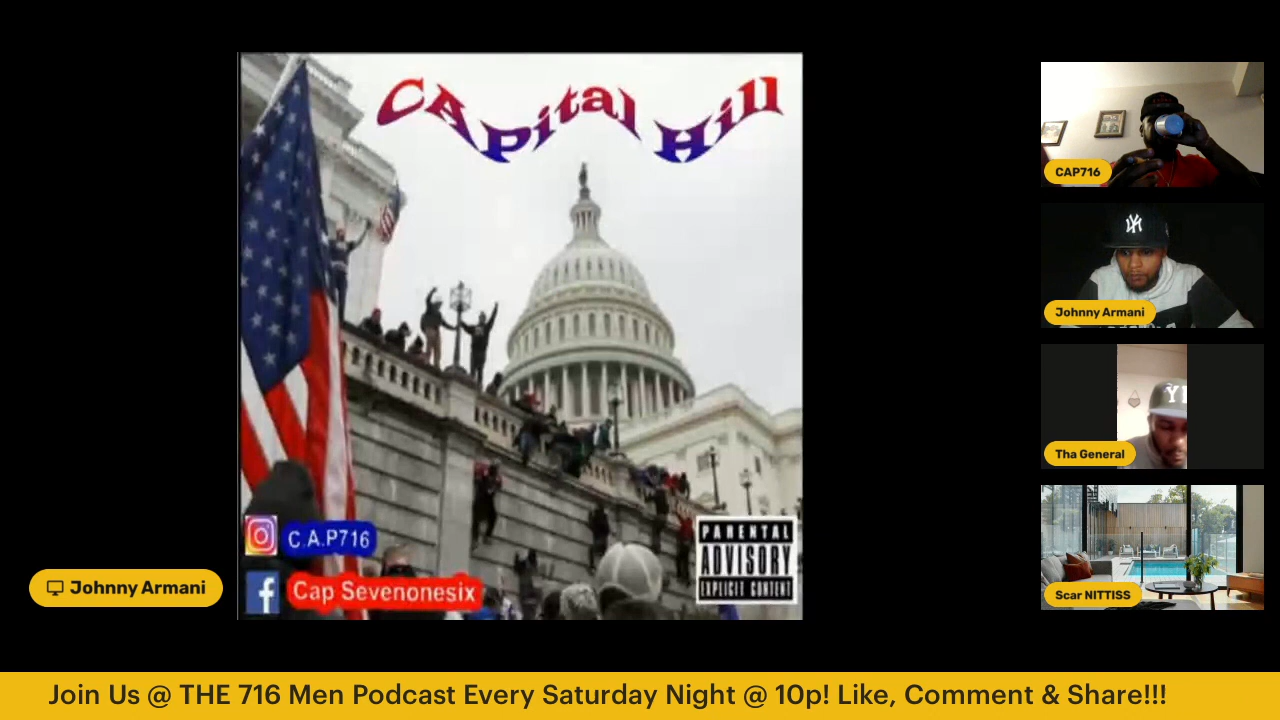 CAPital Hill
C.A.P716
Cap Sevenonesix
PARENTAL
ADVISORY
EXPLICIT CONTENT
Johnny Armani
CAP716
NY
Johnny Armani
Tha General
Scar NITTISS
Join Us @ THE 716 Men Podcast Every Saturday Night @ 10p! Like, Comment & Share!!!